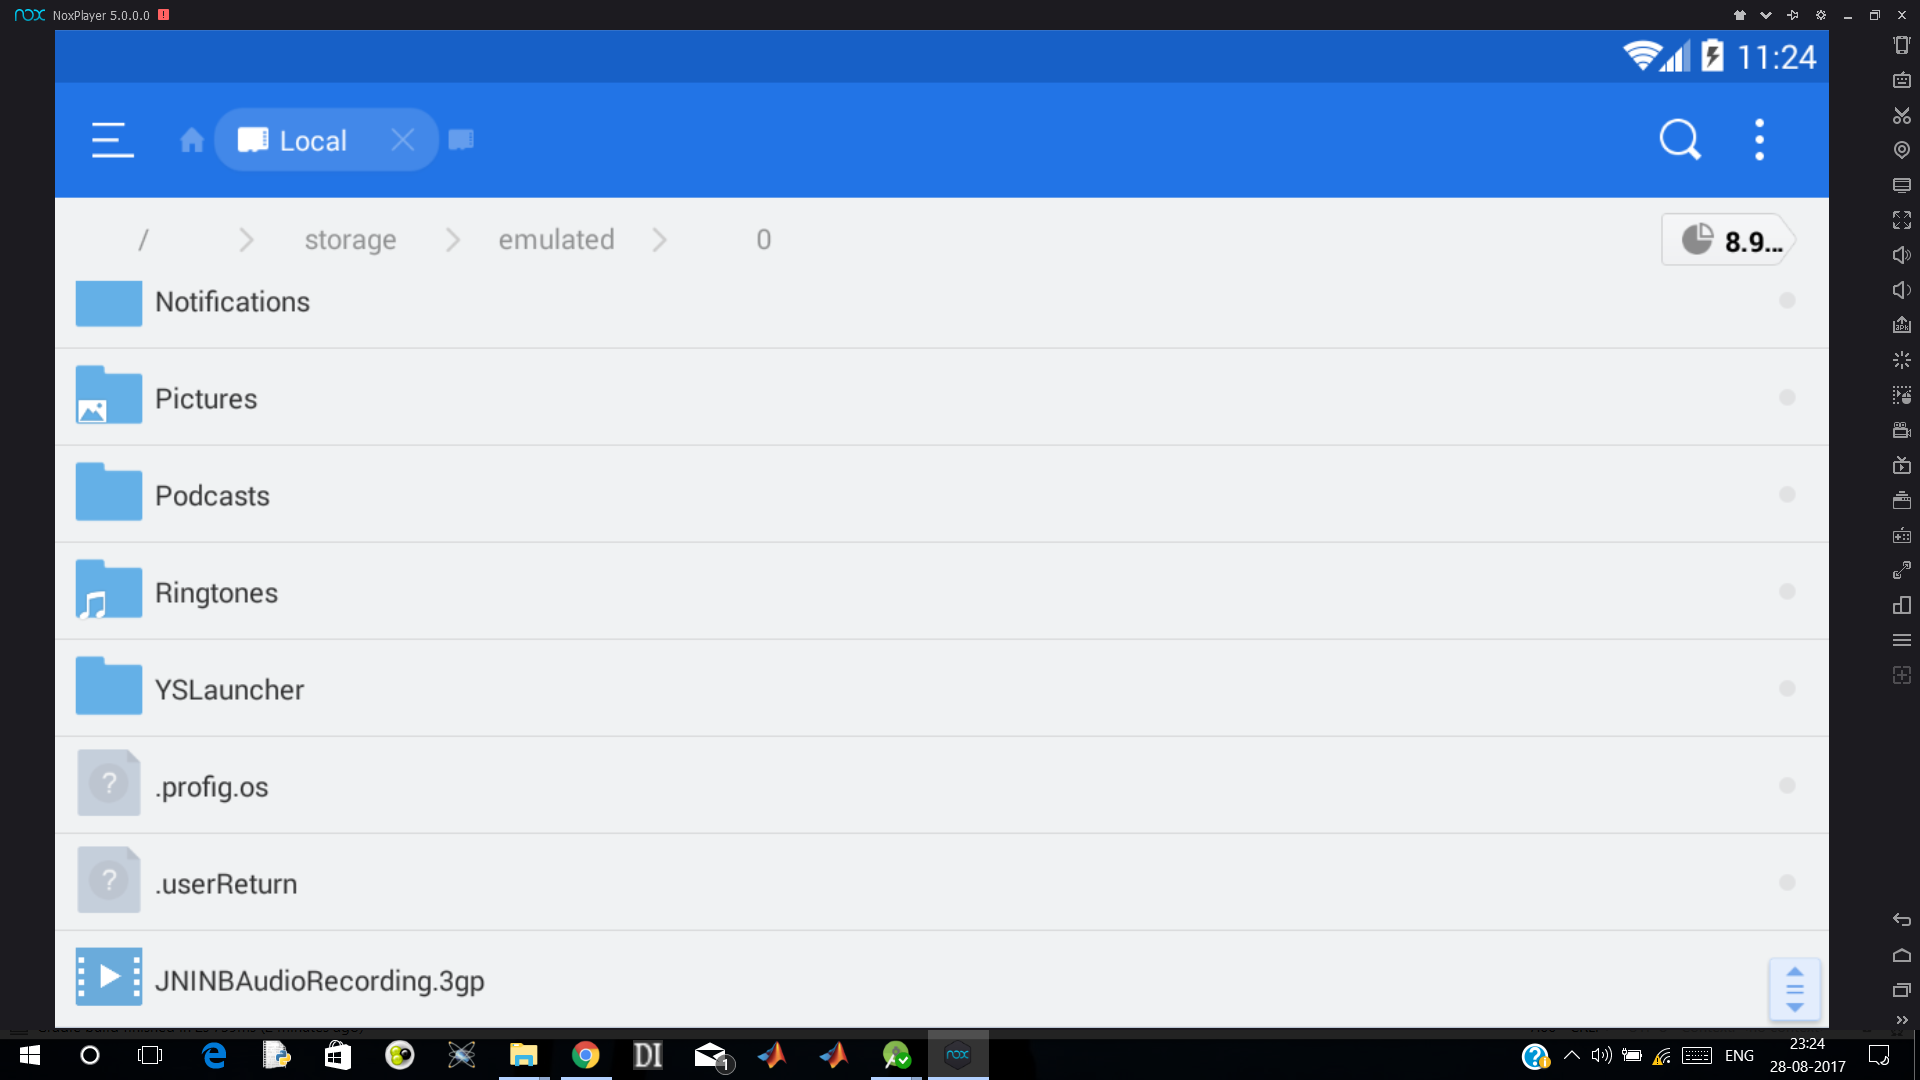 nox NoxPlayer 5.0.0.0
11:24
Local
/ storage emulated 0
8.9...
Notifications
Pictures
Podcasts
Ringtones
YSLauncher
.profig.os
.userReturn
JNINBAudioRecording.3gp
DI
1
nox
ENG
23:24
28-08-2017